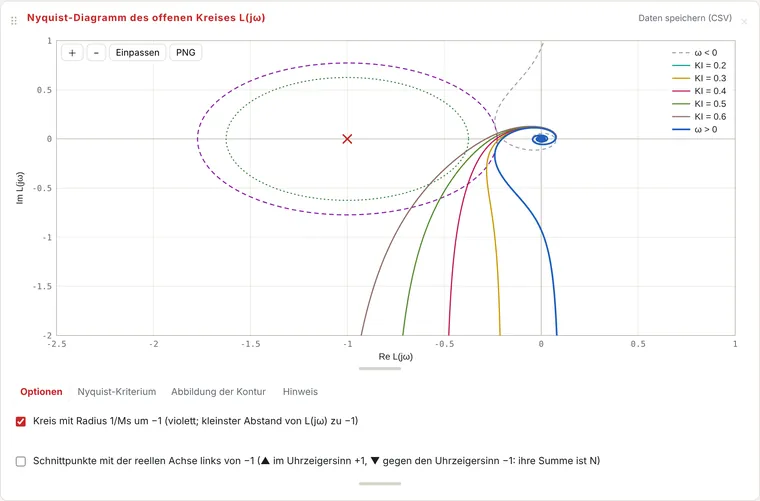 Nyquist-Diagramm des offenen Kreises L(jω)
Daten speichern (CSV) ×
+ − Einpassen PNG
ω < 0
KI = 0.2
KI = 0.3
KI = 0.4
KI = 0.5
KI = 0.6
ω > 0
1
0.5
0
-0.5
-1
-1.5
-2
Im L(jω)
-2.5 -2 -1.5 -1 -0.5 0 0.5 1
Re L(jω)
Optionen Nyquist-Kriterium Abbildung der Kontur Hinweis
Kreis mit Radius 1/Ms um −1 (violett; kleinster Abstand von L(jω) zu −1)
Schnittpunkte mit der reellen Achse links von −1 (▲ im Uhrzeigersinn +1, ▼ gegen den Uhrzeigersinn −1: ihre Summe ist N)